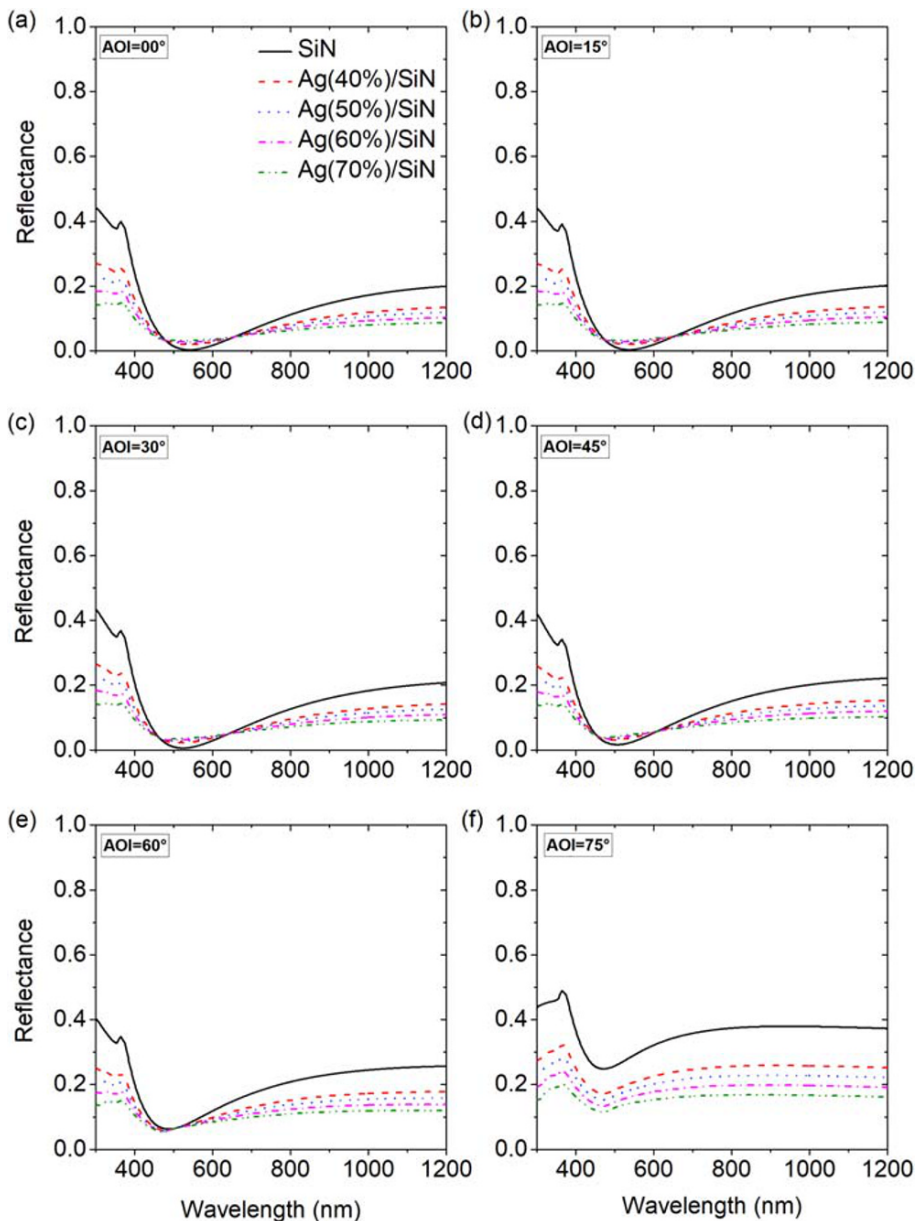 (a)
AOI=00°
SiN
Ag(40%)/SiN
Ag(50%)/SiN
Ag(60%)/SiN
Ag(70%)/SiN
Reflectance
1.0
0.8
0.6
0.4
0.2
0.0
400 600 800 1000 1200
(b)
AOI=15°
1.0
0.8
0.6
0.4
0.2
0.0
400 600 800 1000 1200
(c)
AOI=30°
Reflectance
1.0
0.8
0.6
0.4
0.2
0.0
400 600 800 1000 1200
(d)
AOI=45°
1.0
0.8
0.6
0.4
0.2
0.0
400 600 800 1000 1200
(e)
AOI=60°
Reflectance
1.0
0.8
0.6
0.4
0.2
0.0
400 600 800 1000 1200
Wavelength (nm)
(f)
AOI=75°
1.0
0.8
0.6
0.4
0.2
0.0
400 600 800 1000 1200
Wavelength (nm)